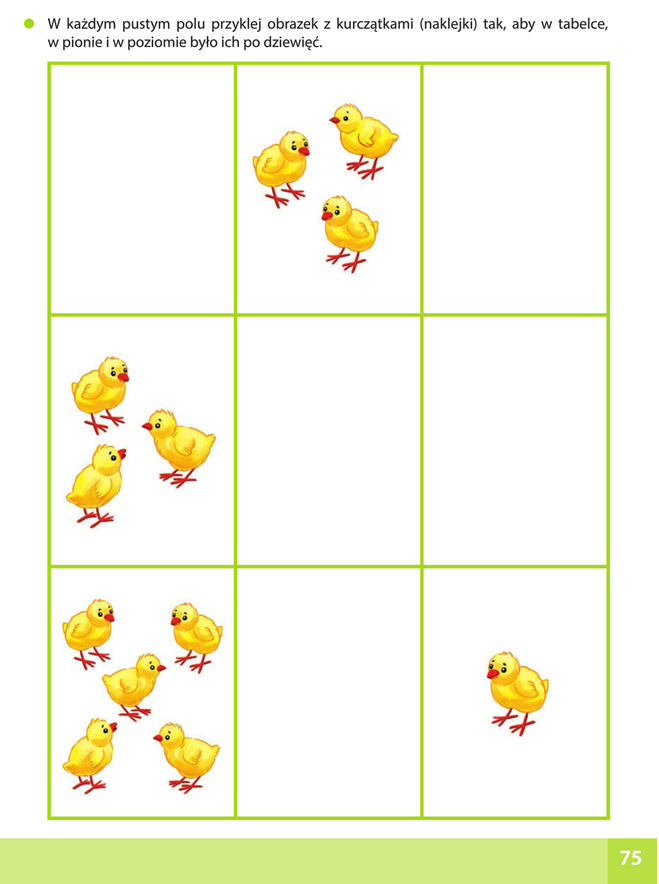 W każdym pustym polu przyklej obrazek z kurczątkami (naklejki) tak, aby w tabelce,
w pionie i w poziomie było ich po dziewięć.
75